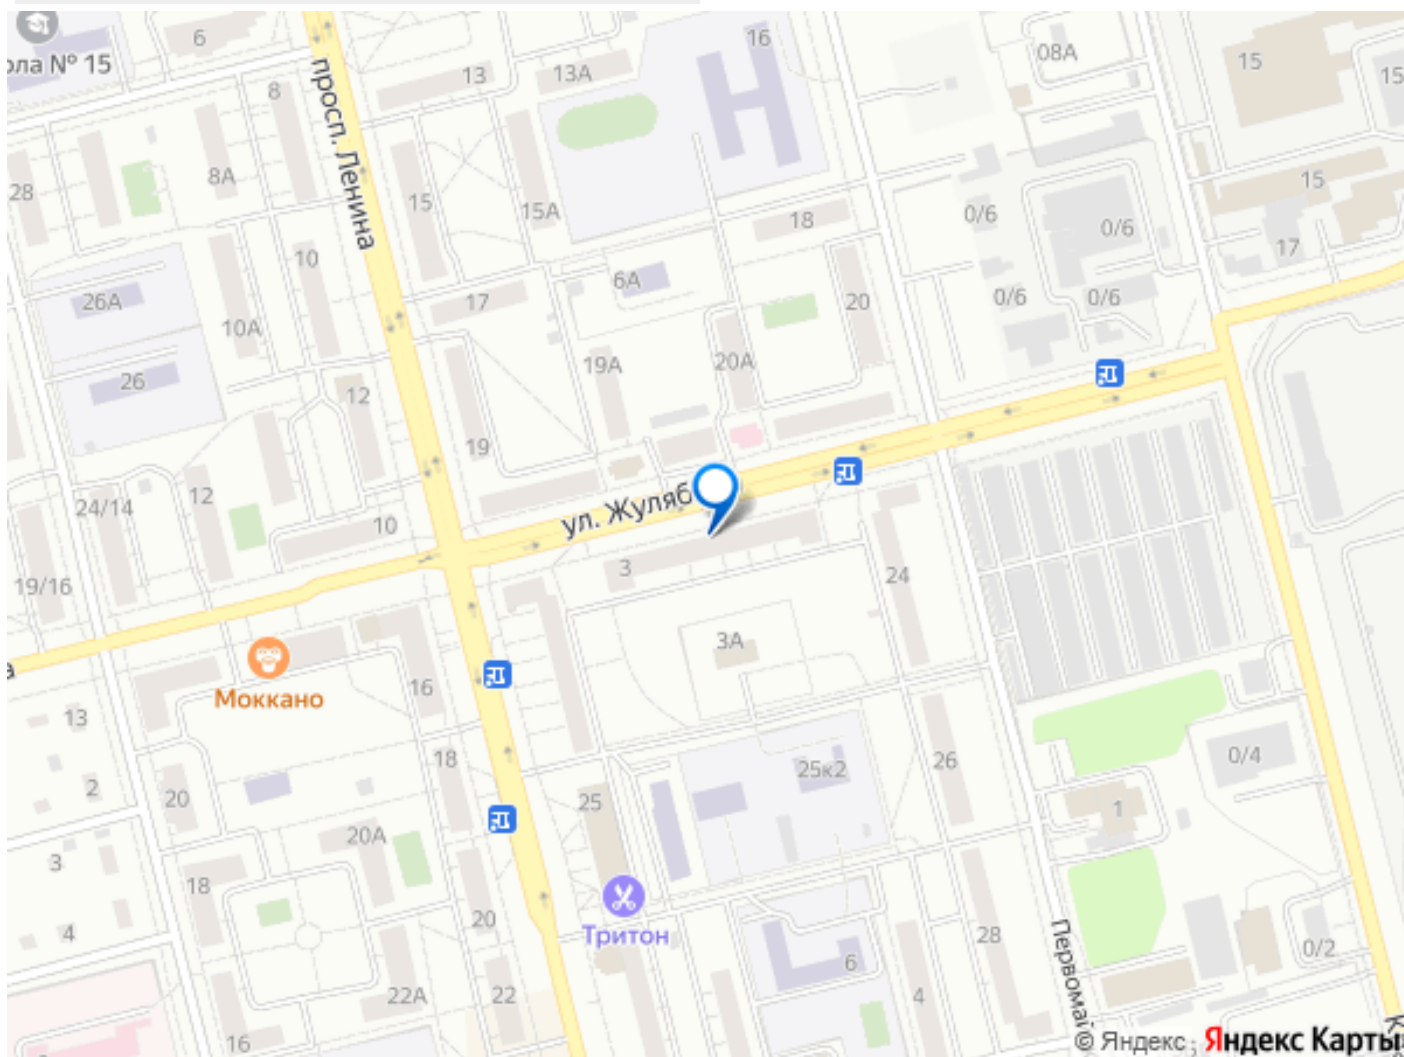 6
16
08А
15
15
ола № 15
13
13А
8
просп. Ленина
8А
28
15
15А
18
0/6
0/6
15
17
10
6А
26А
17
20
0/6
0/6
10А
19А
20А
26
12
19
24/14
12
10
ул. Жуляб
3
24
19/16
3А
16
а
Моккано
13
18
25к2
26
0/4
2
20
25
1
20А
3
18
4
20
Тритон
28
Первомай
0/2
6
22А
22
4
16
© Яндекс
Яндекс Карты